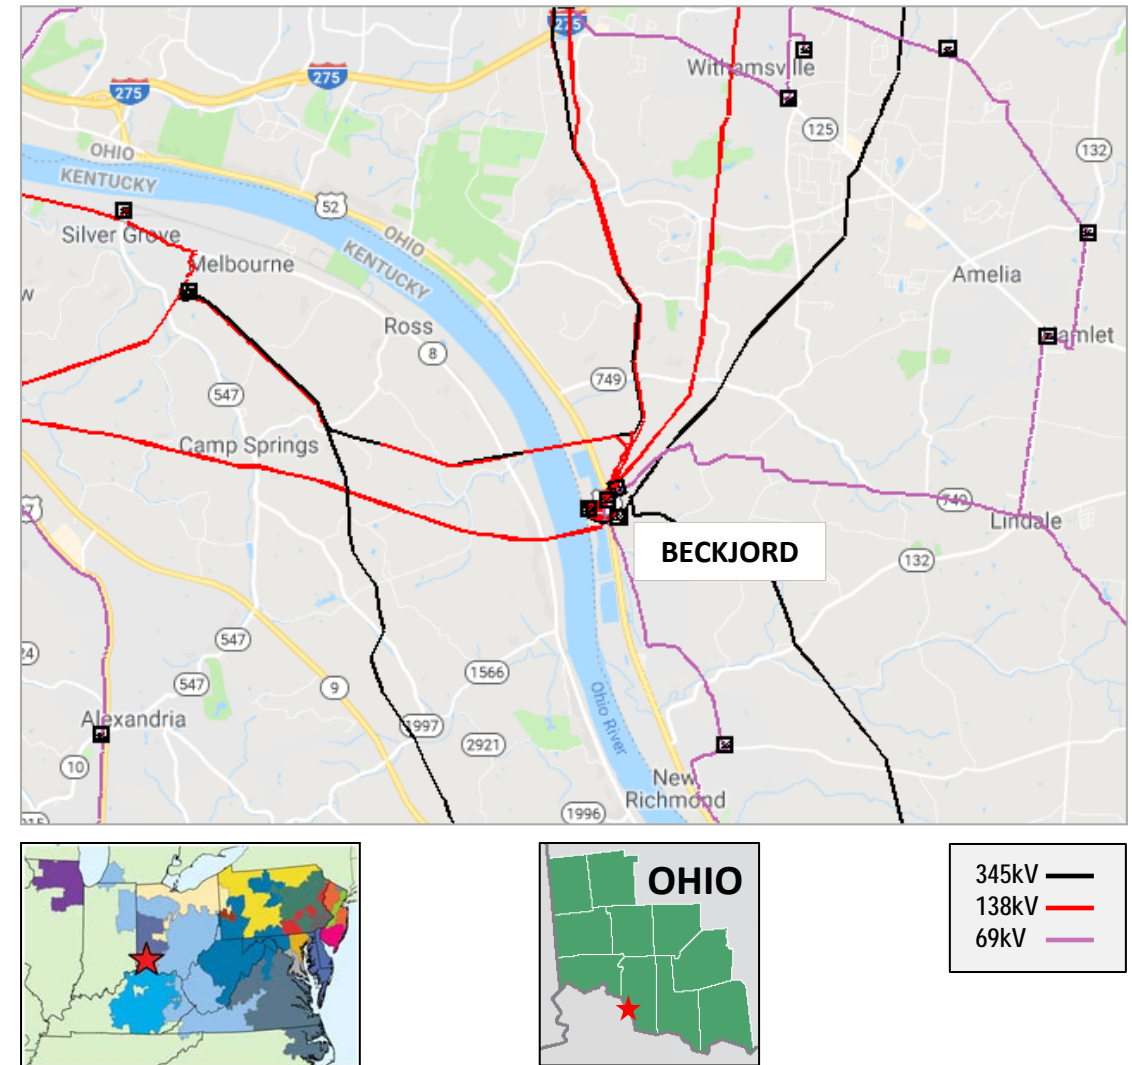 275
Withamsville
275
275
125
132
OHIO
KENTUCKY
52
OHIO
KENTUCKY
Silver Grove
Melbourne
Amelia
w
Ross
8
Hamlet
749
547
Camp Springs
749
Lindale
BECKJORD
132
547
24
1566
547
9
Ohio River
Alexandria
1997
2921
10
New
Richmond
1996
OHIO
345kV
138kV
69kV